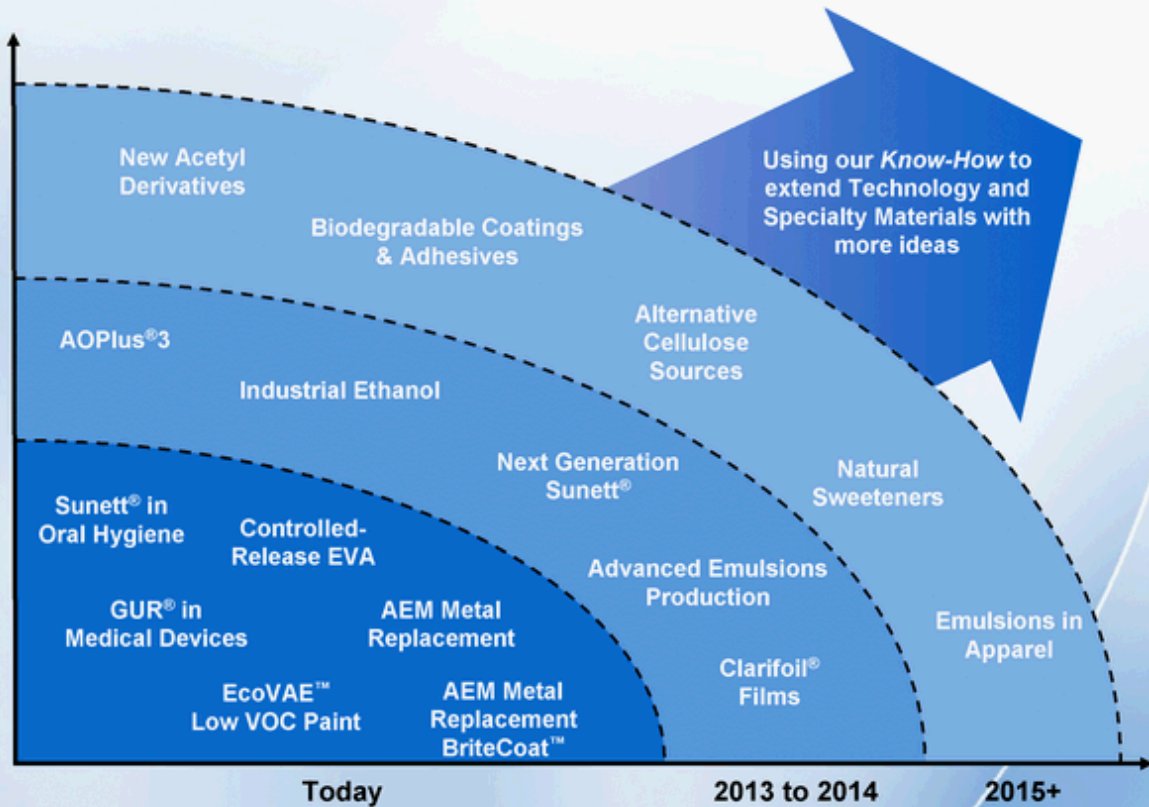 New Acetyl
Derivatives
Biodegradable Coatings
& Adhesives
Using our Know-How to
extend Technology and
Specialty Materials with
more ideas
Alternative
Cellulose
Sources
Natural
Sweeteners
Emulsions in
Apparel
AOPlus®3
Industrial Ethanol
Next Generation
Sunett®
Advanced Emulsions
Production
Clarifoil®
Films
Sunett® in
Oral Hygiene
Controlled-
Release EVA
GUR® in
Medical Devices
AEM Metal
Replacement
EcoVAE™
Low VOC Paint
AEM Metal
Replacement
BriteCoat™
Today
2013 to 2014
2015+